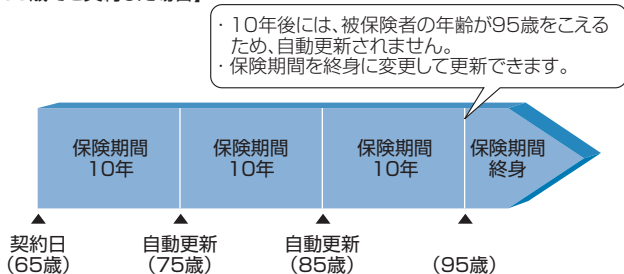 ・10年後には、被保険者の年齢が95歳をこえる
ため、自動更新されません。
・保険期間を終身に変更して更新できます。
保険期間
10年
保険期間
10年
保険期間
10年
保険期間
終身
契約日
(65歳)
自動更新
(75歳)
自動更新
(85歳)
(95歳)